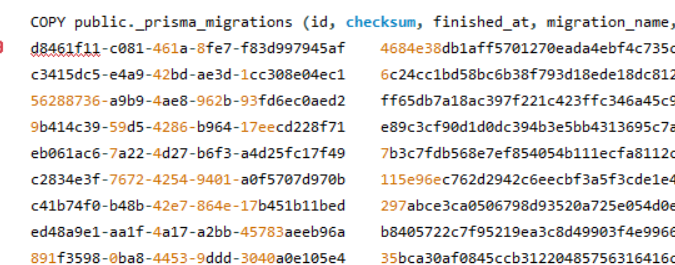 COPY public._prisma_migrations (id, checksum, finished_at, migration_name,
d8461f11-c081-461a-8fe7-f83d997945af 4684e38db1aff5701270eada4ebf4c735c
c3415dc5-e4a9-42bd-ae3d-1cc308e04ec1 6c24cc1bd58bc6b38f793d18ede18dc812
56288736-a9b9-4ae8-962b-93fd6ec0aed2 ff65db7a18ac397f221c423ffc346a45c9
9b414c39-59d5-4286-b964-17eecd228f71 e89c3cf90d1d0dc394b3e5bb4313695c7a
eb061ac6-7a22-4d27-b6f3-a4d25fc17f49 7b3c7fdb568e7ef854054b111ecfa8112c
c2834e3f-7672-4254-9401-a0f5707d970b 115e96ec762d2942c6eecbf3a5f3cde1e4
c41b74f0-b48b-42e7-864e-17b451b11bed 297abce3ca0506798d93520a725e054d0e
ed48a9e1-aa1f-4a17-a2bb-45783aeeb96a b8405722c7f95219ea3c8d49903f4e9966
891f3598-0ba8-4453-9ddd-3040a0e105e4 35bca30af0845ccb31220485756316416c